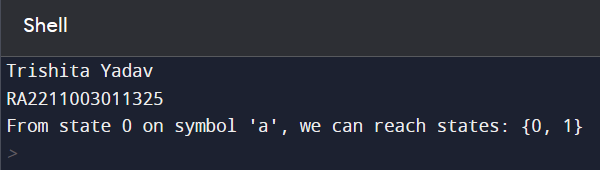 Shell
Trishita Yadav
RA2211003011325
From state 0 on symbol 'a', we can reach states: {0, 1}
>